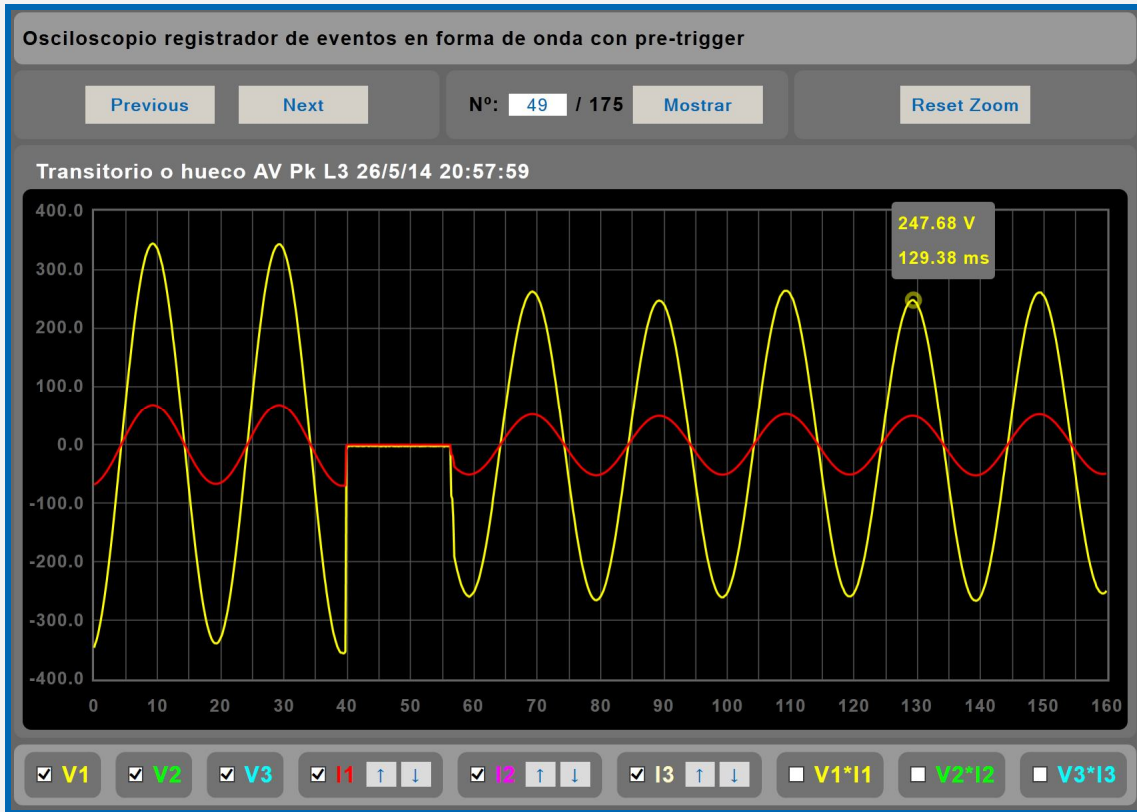 Osciloscopio registrador de eventos en forma de onda con pre-trigger
Previous Next Nº: 49 / 175 Mostrar Reset Zoom
Transitorio o hueco AV Pk L3 26/5/14 20:57:59
400.0
247.68 V
129.38 ms
300.0
200.0
100.0
0.0
-100.0
-200.0
-300.0
-400.0
0 10 20 30 40 50 60 70 80 90 100 110 120 130 140 150 160
V1 V2 V3 I1 ↑ ↓ I2 ↑ ↓ I3 ↑ ↓ V1*I1 V2*I2 V3*I3